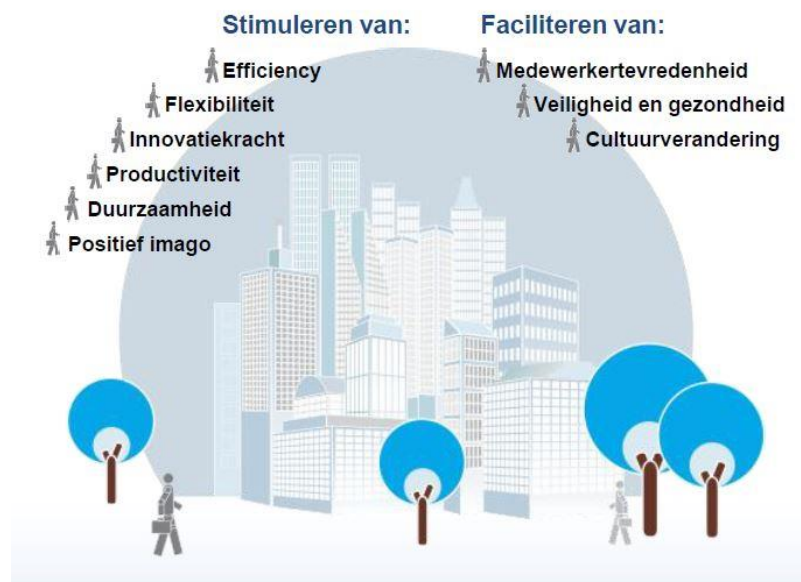 Stimuleren van:
Efficiency
Flexibiliteit
Innovatiekracht
Productiviteit
Duurzaamheid
Positief imago
Faciliteren van:
Medewerkertevredenheid
Veiligheid en gezondheid
Cultuurverandering